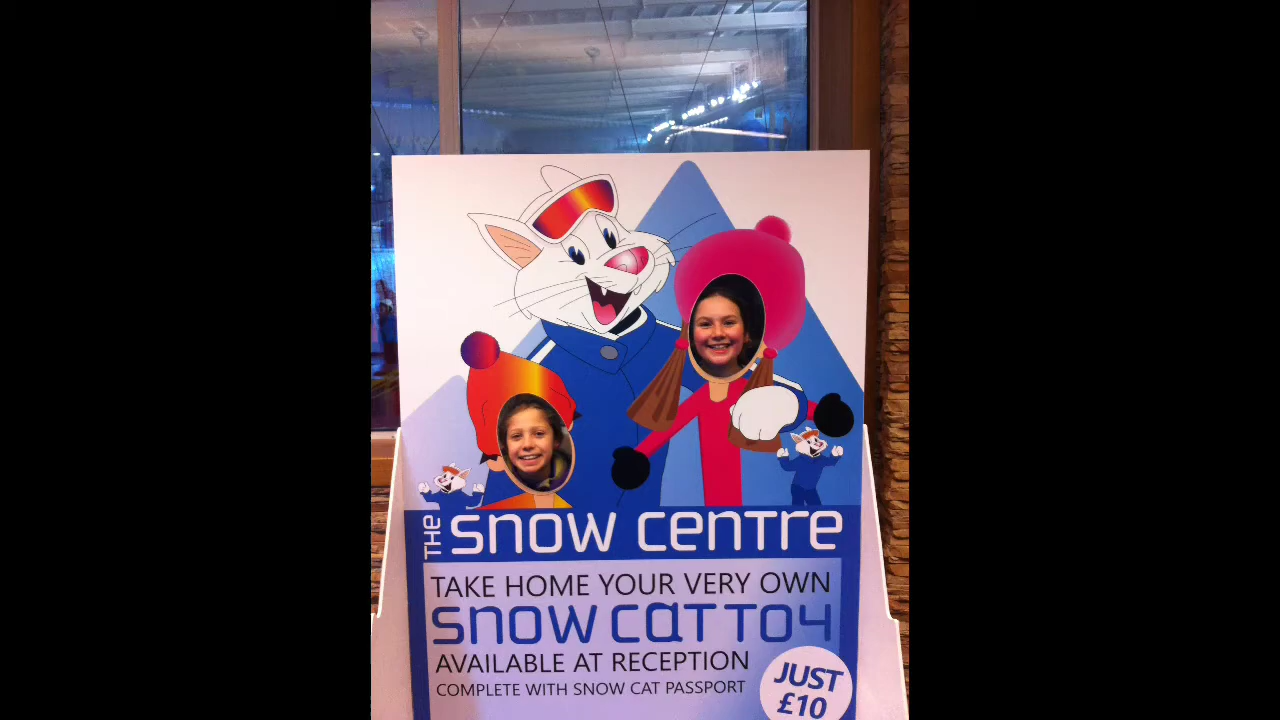 THE SNOW CENTRE
TAKE HOME YOUR VERY OWN
SNOW CAT TOY
AVAILABLE AT RECEPTION
COMPLETE WITH SNOW CAT PASSPORT
JUST
£10